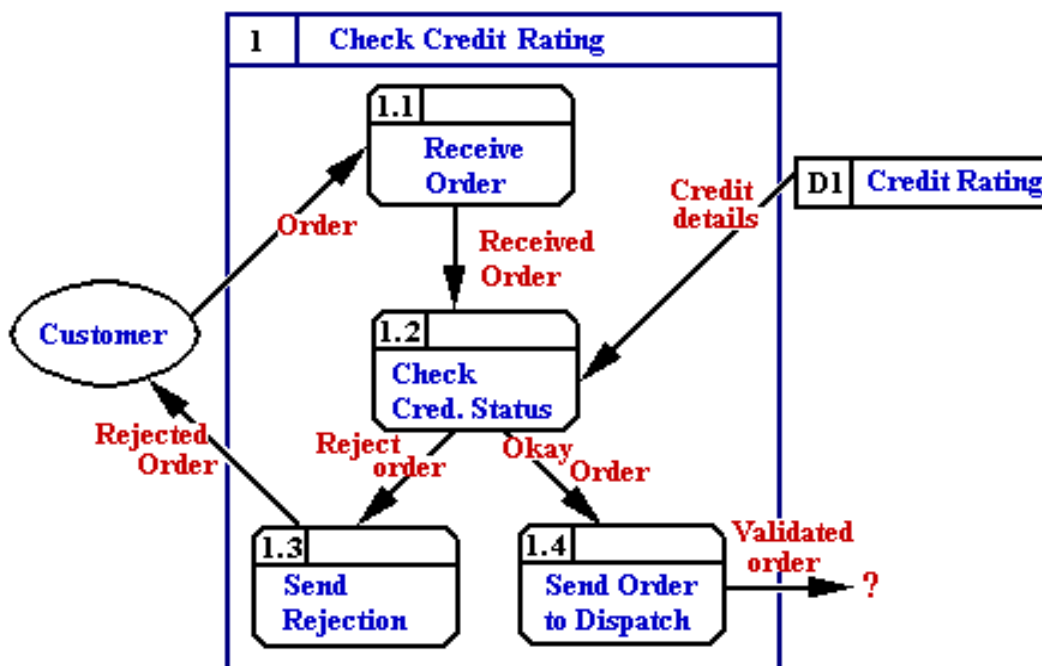 1
Check Credit Rating
1.1
Receive
Order
D1
Credit Rating
Credit
details
Order
Received
Order
Customer
1.2
Check
Cred. Status
Rejected
Order
Reject
order
Okay
Order
1.3
Send
Rejection
1.4
Send Order
to Dispatch
Validated
order
?